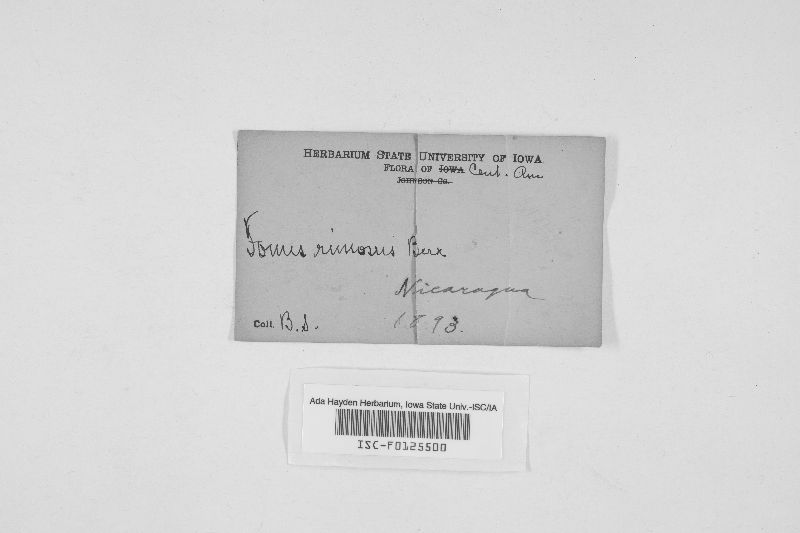 HERBARIUM STATE UNIVERSITY OF IOWA
FLORA OF IOWA Cent. Am
JOHNSON CO.
Fomes rimosus Berk
Nicaragua
Coll. B.S. 1893.
Ada Hayden Herbarium, Iowa State Univ.-ISC/IA
ISC-F0125500